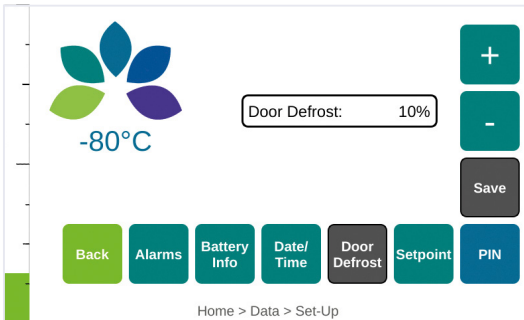 +
Door Defrost: 10%
-
-80°C
Save
Back
Alarms
Battery
Info
Date/
Time
Door
Defrost
Setpoint
PIN
Home > Data > Set-Up